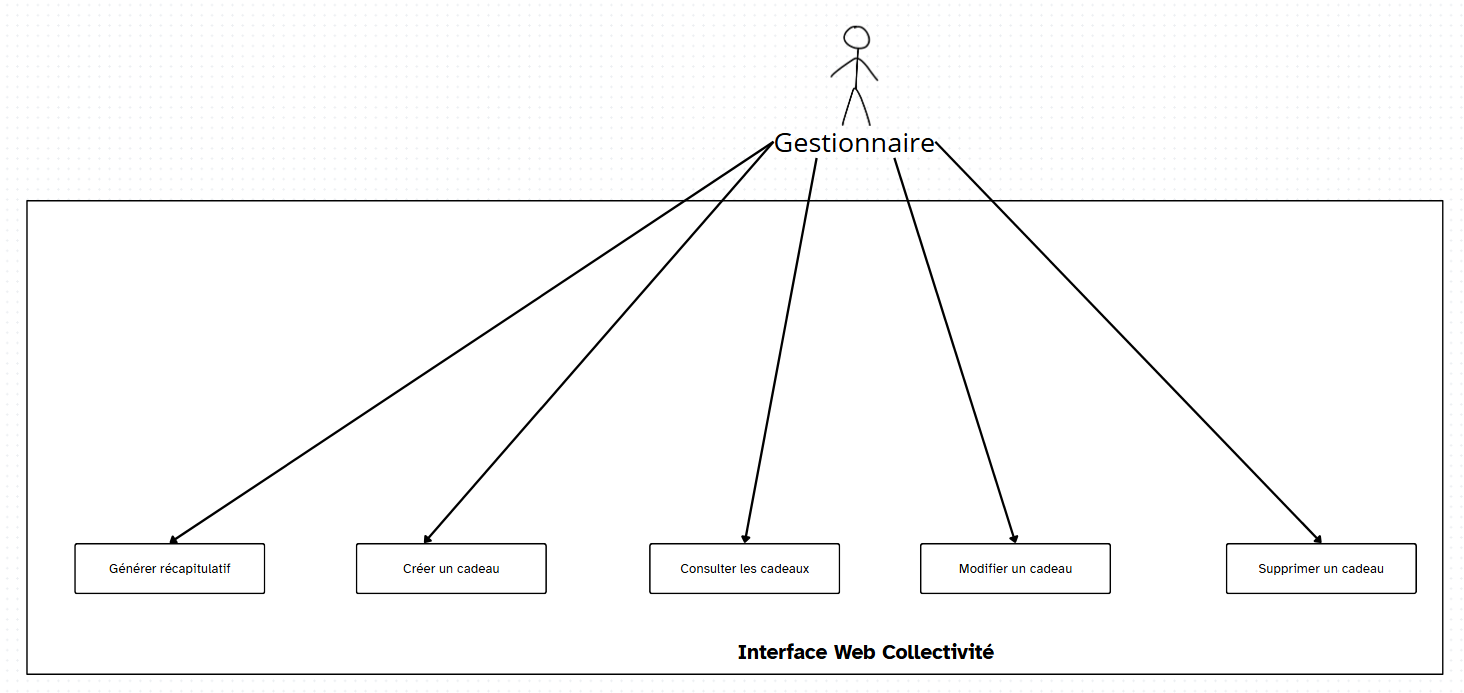 Gestionnaire
Générer récapitulatif
Créer un cadeau
Consulter les cadeaux
Modifier un cadeau
Supprimer un cadeau
Interface Web Collectivité